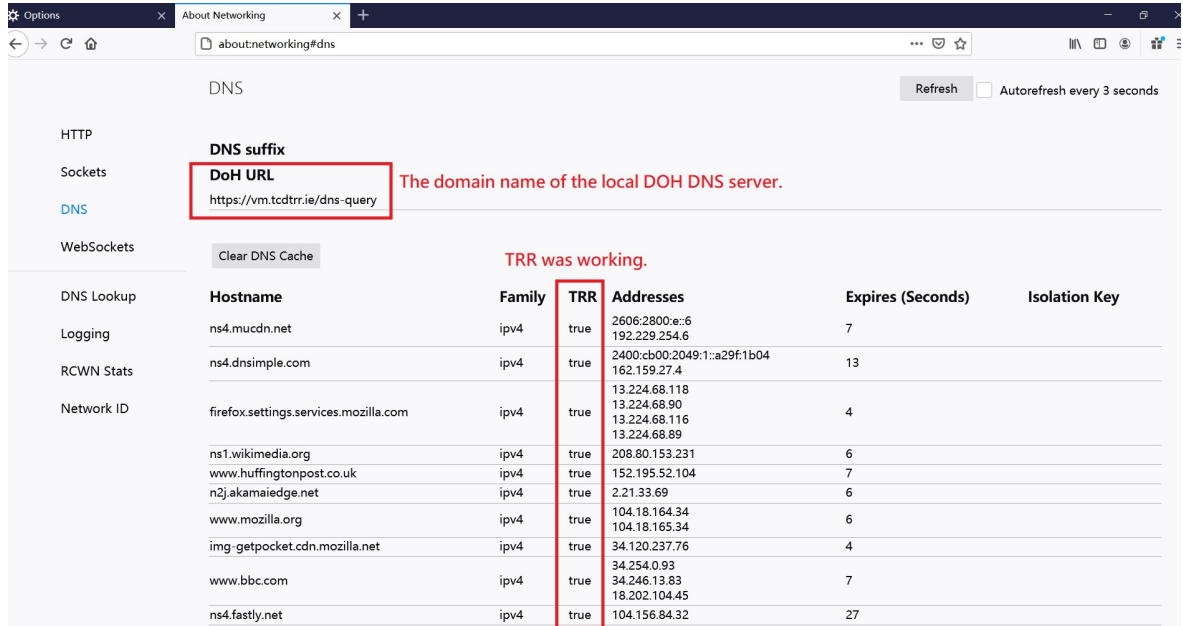 Options
About Networking
about:networking#dns
DNS
Refresh
Autorefresh every 3 seconds
HTTP
Sockets
DNS
WebSockets
DNS Lookup
Logging
RCWN Stats
Network ID
DNS suffix
DoH URL
The domain name of the local DOH DNS server.
https://vm.tcdtrr.ie/dns-query
Clear DNS Cache
TRR was working.
Hostname Family TRR Addresses Expires (Seconds) Isolation Key
ns4.mucdn.net ipv4 true 2606:2800:e::6 7
192.229.254.6
ns4.dnsimple.com ipv4 true 2400:cb00:2049:1::a29f:1b04 13
162.159.27.4
firefox.settings.services.mozilla.com ipv4 true 13.224.68.118 4
13.224.68.90
13.224.68.116
13.224.68.89
ns1.wikimedia.org ipv4 true 208.80.153.231 6
www.huffingtonpost.co.uk ipv4 true 152.195.52.104 7
n2j.akamaiedge.net ipv4 true 2.21.33.69 6
www.mozilla.org ipv4 true 104.18.164.34 6
104.18.165.34
img-getpocket.cdn.mozilla.net ipv4 true 34.120.237.76 4
www.bbc.com ipv4 true 34.254.0.93 7
34.246.13.83
18.202.104.45
ns4.fastly.net ipv4 true 104.156.84.32 27